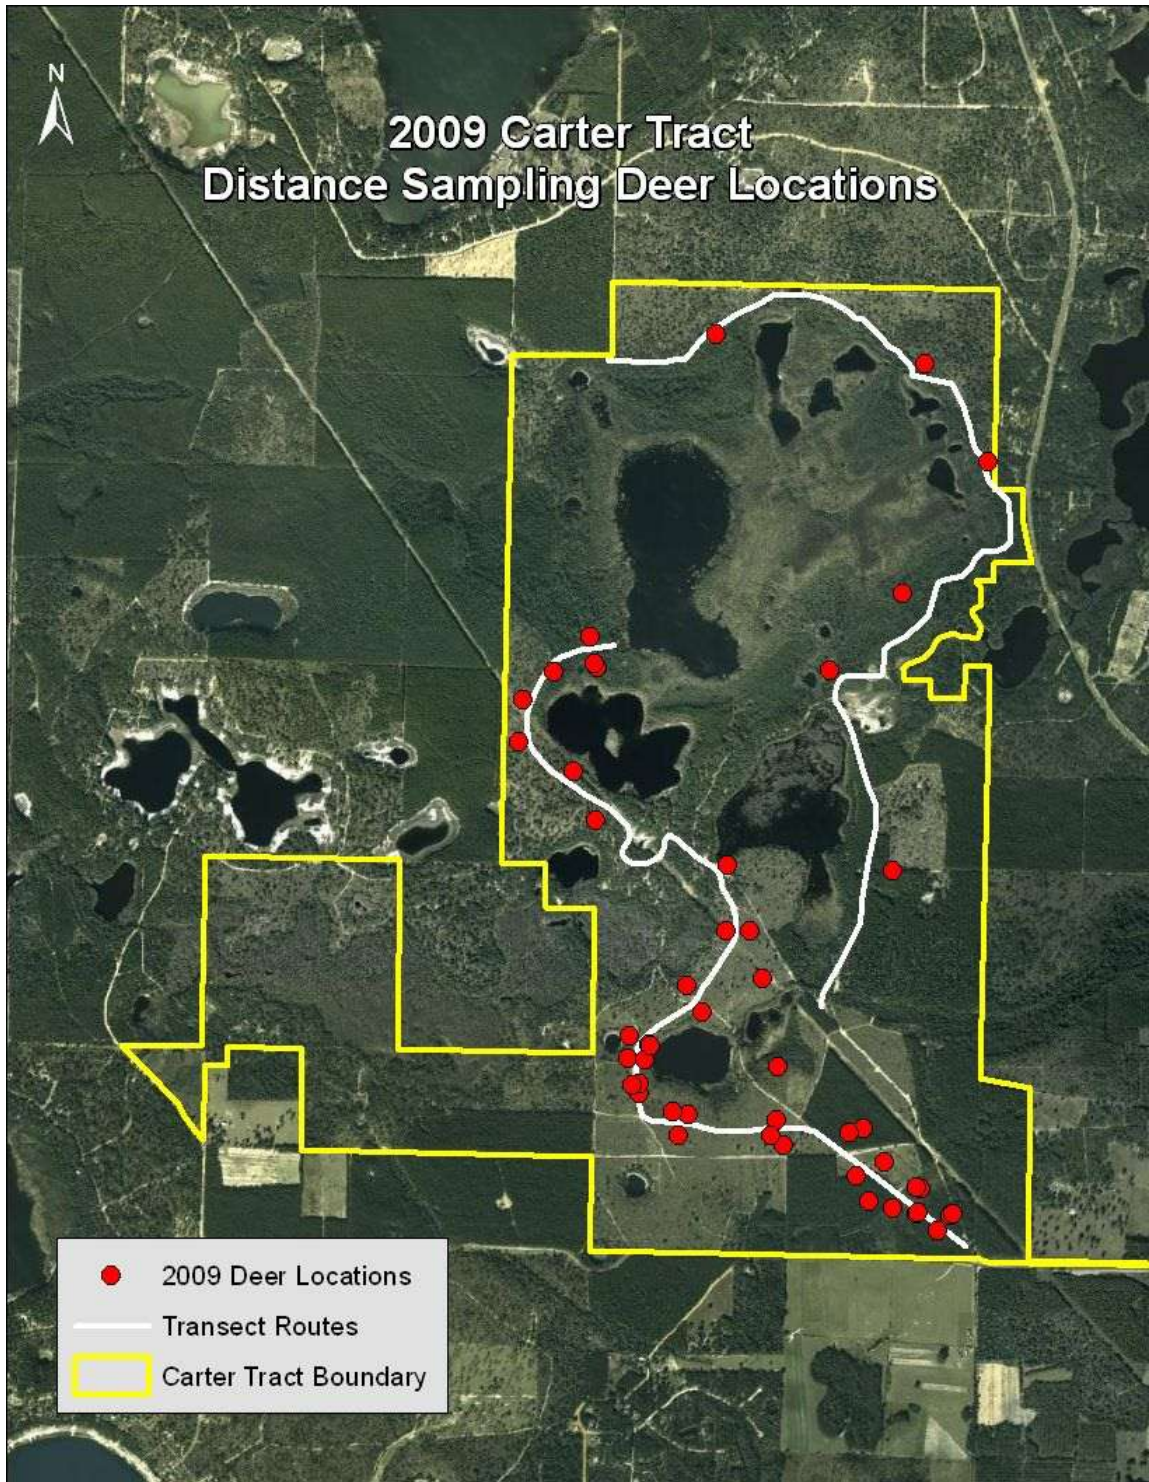 N
2009 Carter Tract
Distance Sampling Deer Locations
2009 Deer Locations
Transect Routes
Carter Tract Boundary